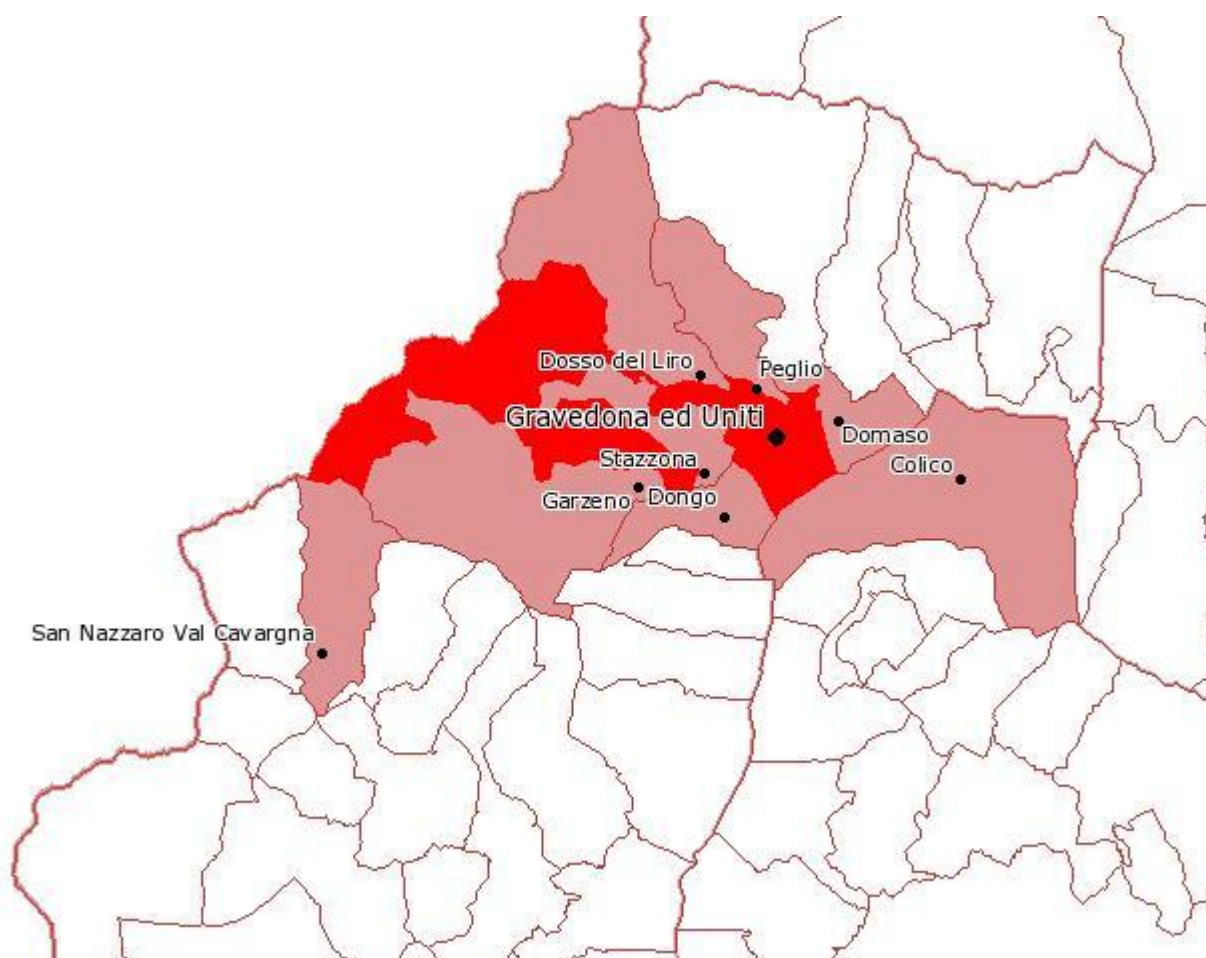 Dosso del Liro
Peglio
Gravedona ed Uniti
Domaso
Stazzona
Colico
Garzeno
Dongo
San Nazzaro Val Cavargna